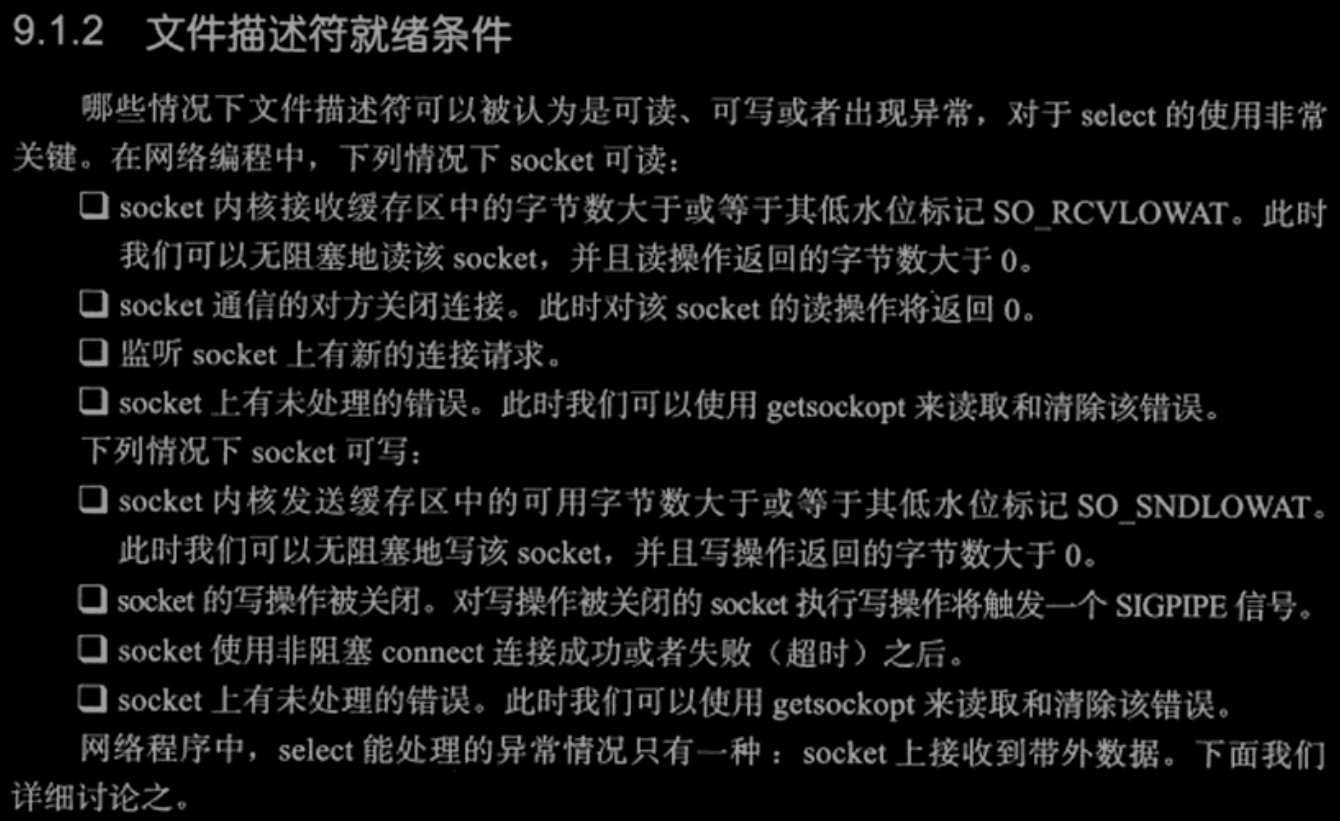 9.1.2 文件描述符就绪条件
哪些情况下文件描述符可以被认为是可读、可写或者出现异常，对于 select 的使用非常
关键。在网络编程中，下列情况下 socket 可读：
❑ socket 内核接收缓存区中的字节数大于或等于其低水位标记 SO_RCVLOWAT。此时
我们可以无阻塞地读该 socket，并且读操作返回的字节数大于 0。
❑ socket 通信的对方关闭连接。此时对该 socket 的读操作将返回 0。
❑ 监听 socket 上有新的连接请求。
❑ socket 上有未处理的错误。此时我们可以使用 getsockopt 来读取和清除该错误。
下列情况下 socket 可写：
❑ socket 内核发送缓存区中的可用字节数大于或等于其低水位标记 SO_SNDLOWAT。
此时我们可以无阻塞地写该 socket，并且写操作返回的字节数大于 0。
❑ socket 的写操作被关闭。对写操作被关闭的 socket 执行写操作将触发一个 SIGPIPE 信号。
❑ socket 使用非阻塞 connect 连接成功或者失败（超时）之后。
❑ socket 上有未处理的错误。此时我们可以使用 getsockopt 来读取和清除该错误。
网络程序中，select 能处理的异常情况只有一种：socket 上接收到带外数据。下面我们
详细讨论之。